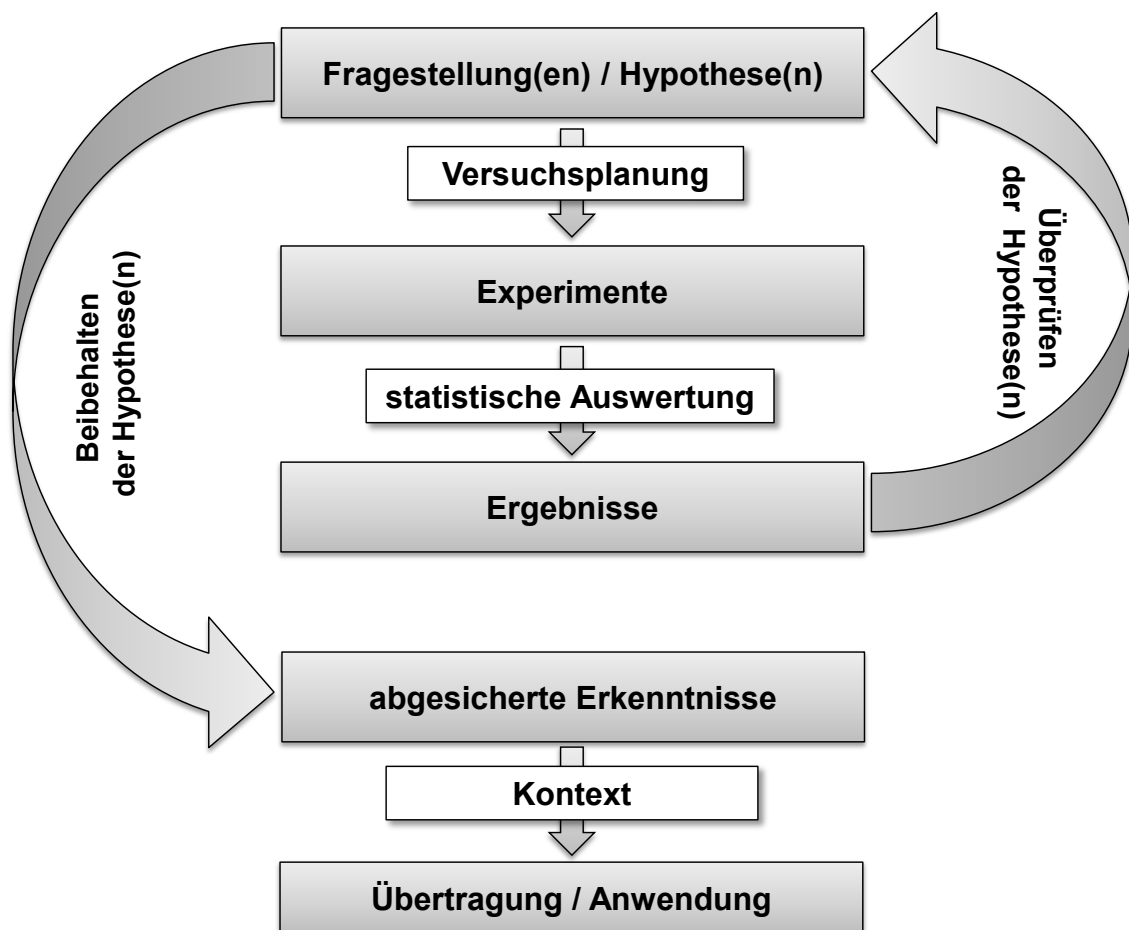 Fragestellung(en) / Hypothese(n)
Versuchsplanung
Experimente
statistische Auswertung
Ergebnisse
Überprüfen
der Hypothese(n)
Beibehalten
der Hypothese(n)
abgesicherte Erkenntnisse
Kontext
Übertragung / Anwendung